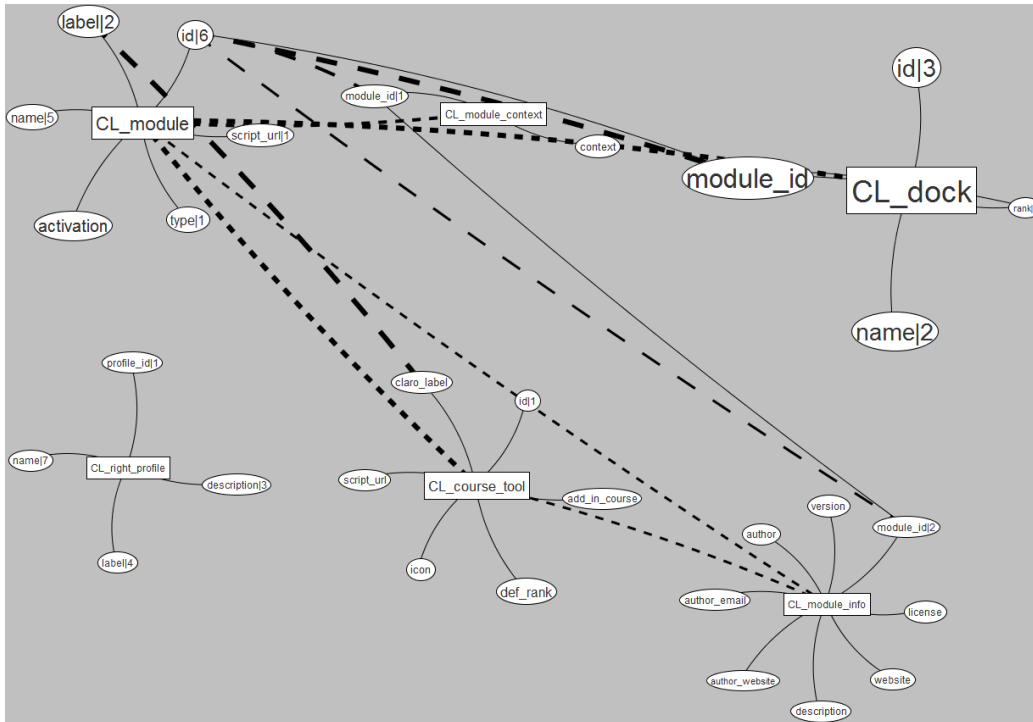 label|2
id|6
id|3
module_id|1
name|5
CL_module
CL_module_context
script_url|1
context
module_id
CL_dock
rank|
activation
type|1
name|2
profile_id|1
claro_label
id|1
name|7
CL_right_profile
description|3
script_url
CL_course_tool
add_in_course
version
module_id|2
author
label|4
icon
def_rank
author_email
CL_module_info
license
author_website
website
description